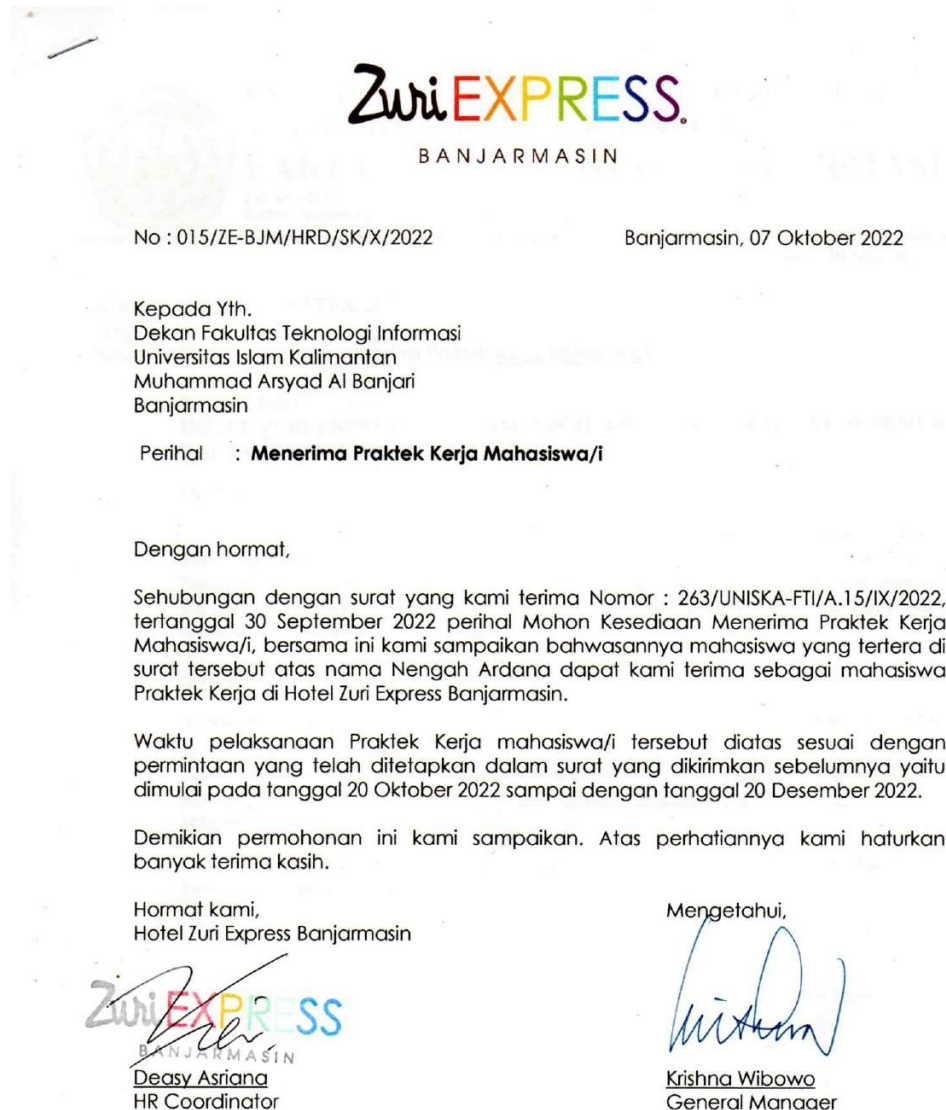 Zuri EXPRESS.
BANJARMASIN
No : 015/ZE-BJM/HRD/SK/X/2022 Banjarmasin, 07 Oktober 2022
Kepada Yth.
Dekan Fakultas Teknologi Informasi
Universitas Islam Kalimantan
Muhammad Arsyad Al Banjari
Banjarmasin
Perihal : Menerima Praktek Kerja Mahasiswa/i
Dengan hormat,
Sehubungan dengan surat yang kami terima Nomor : 263/UNISKA-FTI/A.15/IX/2022,
tertanggal 30 September 2022 perihal Mohon Kesediaan Menerima Praktek Kerja
Mahasiswa/i, bersama ini kami sampaikan bahwasannya mahasiswa yang tertera di
surat tersebut atas nama Nengah Ardana dapat kami terima sebagai mahasiswa
Praktek Kerja di Hotel Zuri Express Banjarmasin.
Waktu pelaksanaan Praktek Kerja mahasiswa/i tersebut diatas sesuai dengan
permintaan yang telah ditetapkan dalam surat yang dikirimkan sebelumnya yaitu
dimulai pada tanggal 20 Oktober 2022 sampai dengan tanggal 20 Desember 2022.
Demikian permohonan ini kami sampaikan. Atas perhatiannya kami haturkan
banyak terima kasih.
Hormat kami, Mengetahui,
Hotel Zuri Express Banjarmasin
Zuri EXPRESS
BANJARMASIN
Deasy Asriana Krishna Wibowo
HR Coordinator General Manager